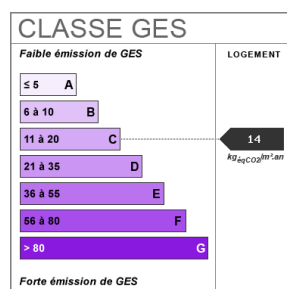 CLASSE GES
Faible émission de GES
LOGEMENT
≤ 5 A
6 à 10 B
11 à 20 C
14
kgéqCO2/m².an
21 à 35 D
36 à 55 E
56 à 80 F
> 80 G
Forte émission de GES